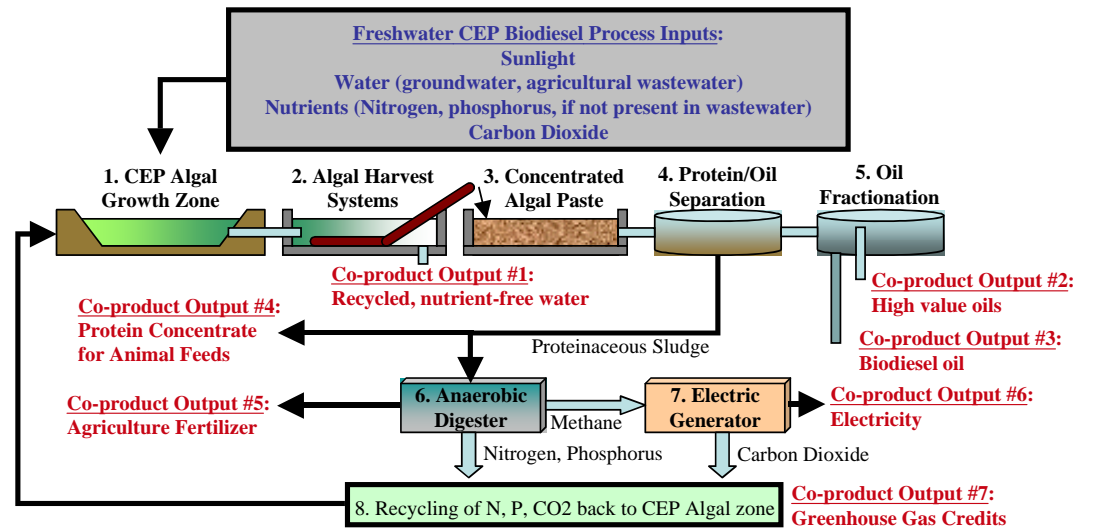 Freshwater CEP Biodiesel Process Inputs:
Sunlight
Water (groundwater, agricultural wastewater)
Nutrients (Nitrogen, phosphorus, if not present in wastewater)
Carbon Dioxide
1. CEP Algal
Growth Zone
2. Algal Harvest
Systems
3. Concentrated
Algal Paste
4. Protein/Oil
Separation
5. Oil
Fractionation
Co-product Output #1:
Recycled, nutrient-free water
Co-product Output #2:
High value oils
Co-product Output #3:
Biodiesel oil
Co-product Output #4:
Protein Concentrate
for Animal Feeds
Proteinaceous Sludge
Co-product Output #5:
Agriculture Fertilizer
6. Anaerobic
Digester
Methane
7. Electric
Generator
Co-product Output #6:
Electricity
Nitrogen, Phosphorus
Carbon Dioxide
8. Recycling of N, P, CO2 back to CEP Algal zone
Co-product Output #7:
Greenhouse Gas Credits